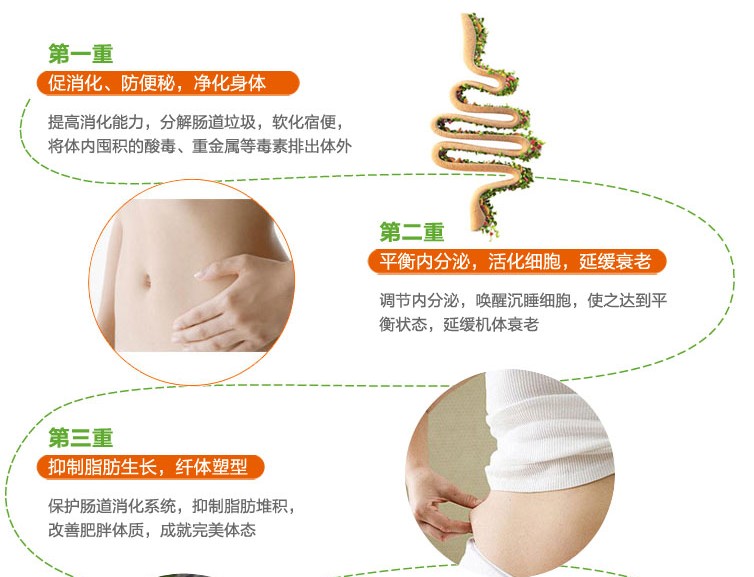 第一重
促消化、防便秘，净化身体
提高消化能力，分解肠道垃圾，软化宿便，
将体内囤积的酸毒、重金属等毒素排出体外
第二重
平衡内分泌，活化细胞，延缓衰老
调节内分泌，唤醒沉睡细胞，使之达到平
衡状态，延缓机体衰老
第三重
抑制脂肪生长，纤体塑型
保护肠道消化系统，抑制脂肪堆积，
改善肥胖体质，成就完美体态